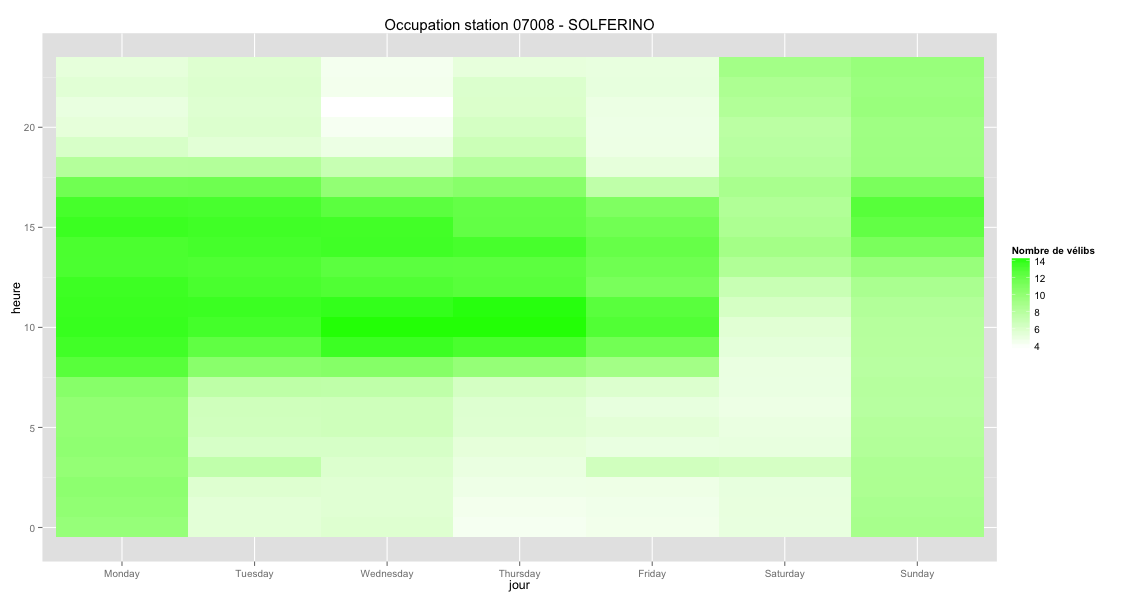 Occupation station 07008 - SOLFERINO
heure
20
15
10
5
0
Monday Tuesday Wednesday Thursday Friday Saturday Sunday
jour
Nombre de vélibs
14
12
10
8
6
4